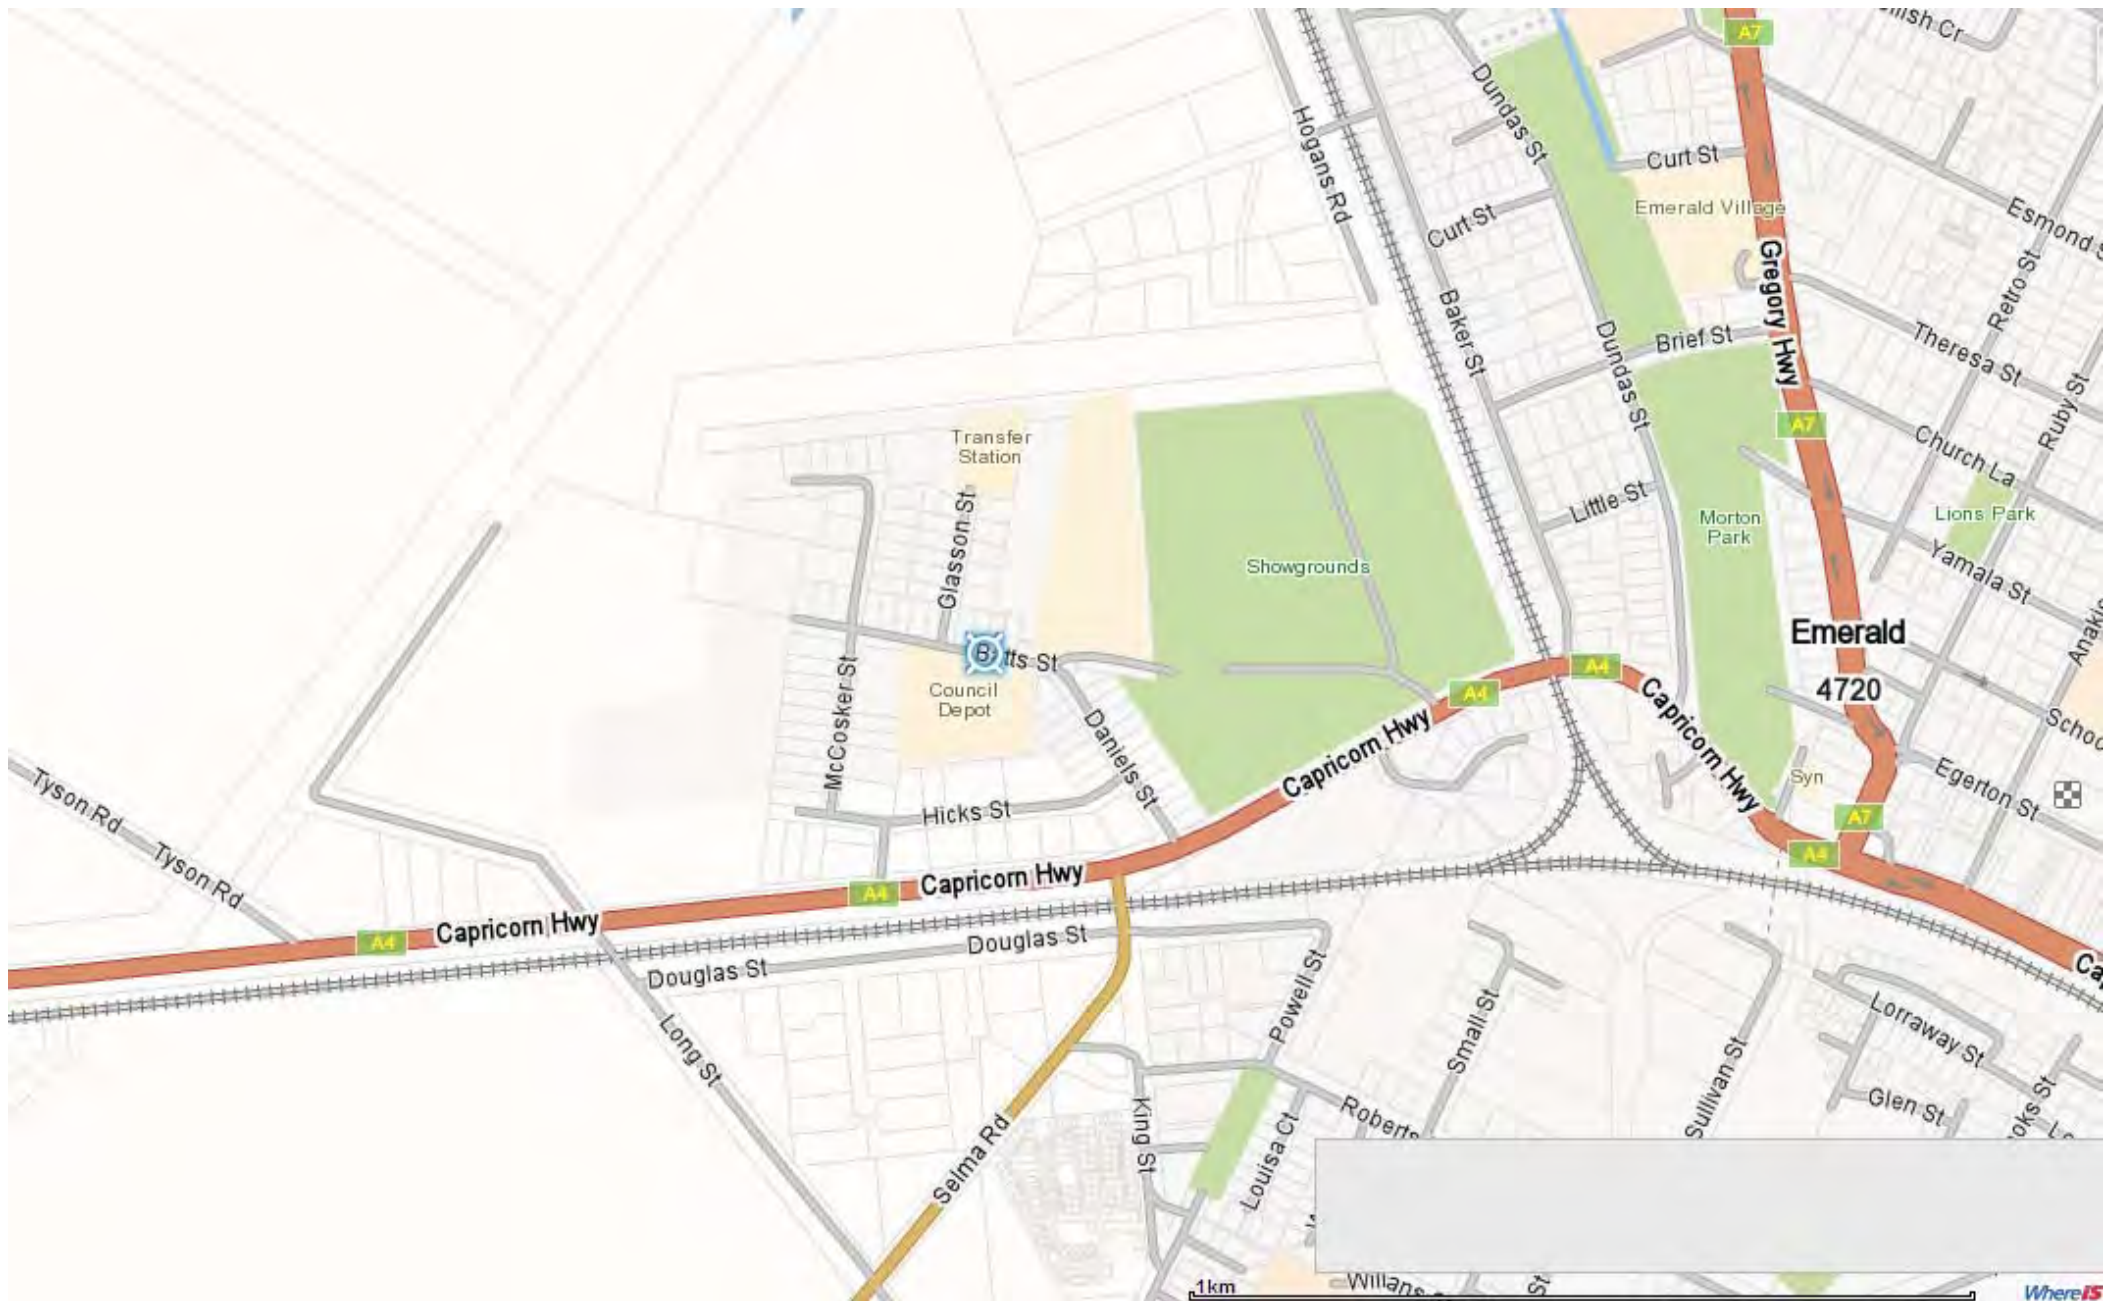 A7
Dundas St
Hogans Rd
Curt St
Emerald Village
Esmond
Curt St
Gregory Hwy
Retro St
Baker St
Dundas St
Brief St
Theresa St
Ruby St
A7
Transfer
Station
Church La
Glasson St
Little St
Morton
Park
Lions Park
Showgrounds
Yamala St
Emerald
4720
McCosker St
Council
Depot
A4
A4
Capricorn Hwy
Capricorn Hwy
Daniels St
Syn
Egerton St
Tyson Rd
Tyson Rd
Hicks St
A7
A4
Capricorn Hwy
A4
Capricorn Hwy
A4
Douglas St
Douglas St
Long St
Powell St
Small St
Sullivan St
Lorraway St
Glen St
King St
Selma Rd
Louisa Ct
Roberts
St
1km
WhereiS